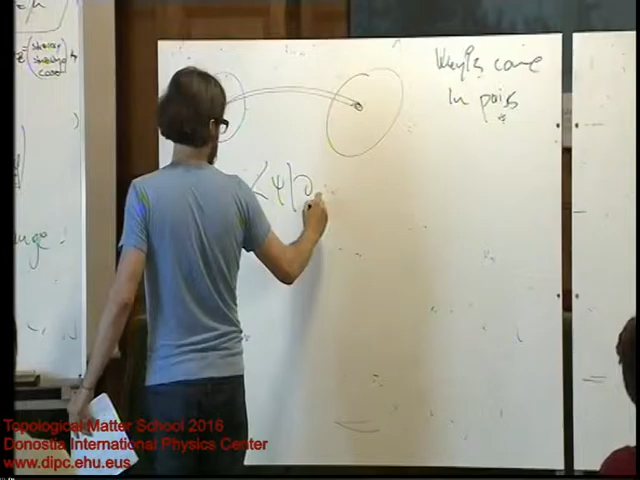 Weyls come
in pairs
<ψ|∂
Topological Matter School 2016
Donostia International Physics Center
www.dipc.ehu.eus